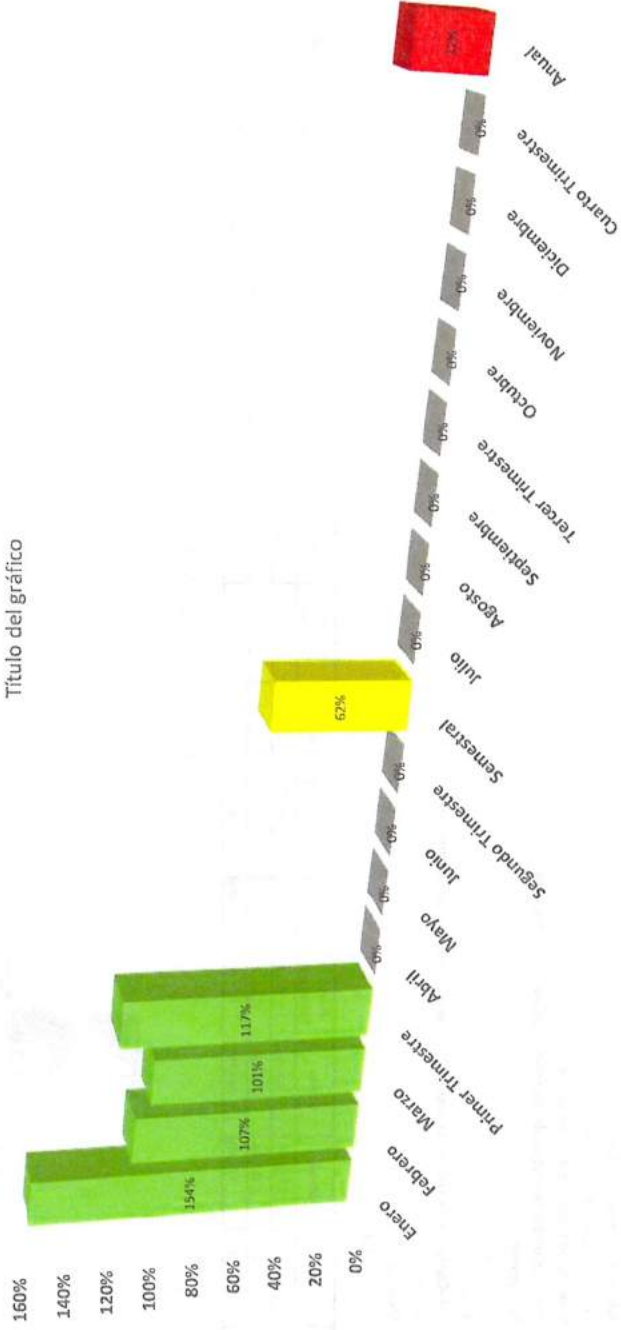 Título del gráfico
160%
140%
120%
100%
80%
60%
40%
20%
0%
154%
107%
101%
117%
0%
0%
0%
0%
62%
0%
0%
0%
0%
0%
0%
0%
0%
Enero
Febrero
Marzo
Primer Trimestre
Abril
Mayo
Junio
Segundo Trimestre
Semestral
Julio
Agosto
Septiembre
Tercer Trimestre
Octubre
Noviembre
Diciembre
Cuarto Trimestre
Anual